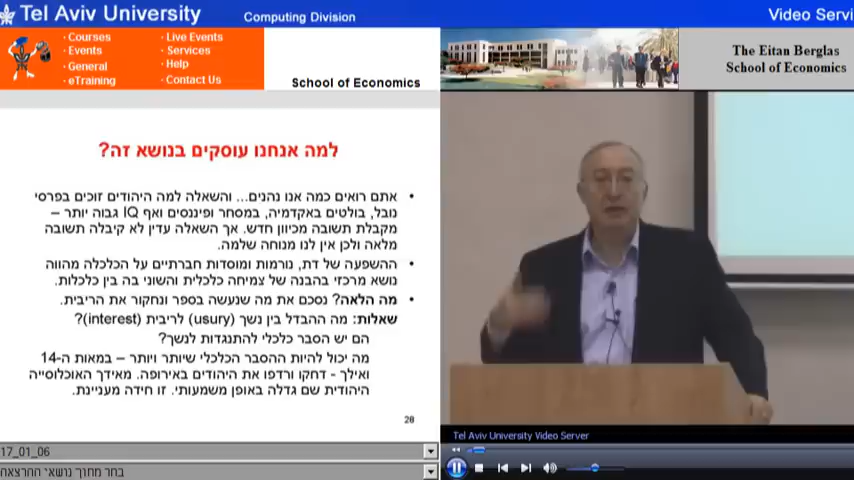 Tel Aviv University
Computing Division
Video Servi
Courses
Events
General
eTraining
Live Events
Services
Help
Contact Us
School of Economics
The Eitan Berglas
School of Economics
למה אנחנו עוסקים בנושא זה?
אתם רואים כמה אנו נהנים... והשאלה למה היהודים זוכים בפרסי
נובל, בולטים באקדמיה, במסחר ופיננסים ואף IQ גבוה יותר –
מקבלת תשובה מכיוון חדש. אך השאלה עדין לא קיבלה תשובה
מלאה ולכן אין לנו מנוחה שלמה.
ההשפעה של דת, נורמות ומוסדות חברתיים על הכלכלה מהווה
נושא מרכזי בהבנה של צמיחה כלכלית והשוני בה בין כלכלות.
מה הלאה? נסכם את מה שנעשה בספר ונחקור את הריבית.
שאלות: מה ההבדל בין נשך (usury) לריבית (interest)?
הם יש הסבר כלכלי להתנגדות לנשך?
מה יכול להיות ההסבר הכלכלי שיותר ויותר – במאות ה-14
ואילך - דחקו ורדפו את היהודים באירופה. מאידך האוכלוסייה
היהודית שם גדלה באופן משמעותי. זו חידה מעניינת.
28
17_01_06
בחר מתוך נושאי ההרצאה
Tel Aviv University Video Server